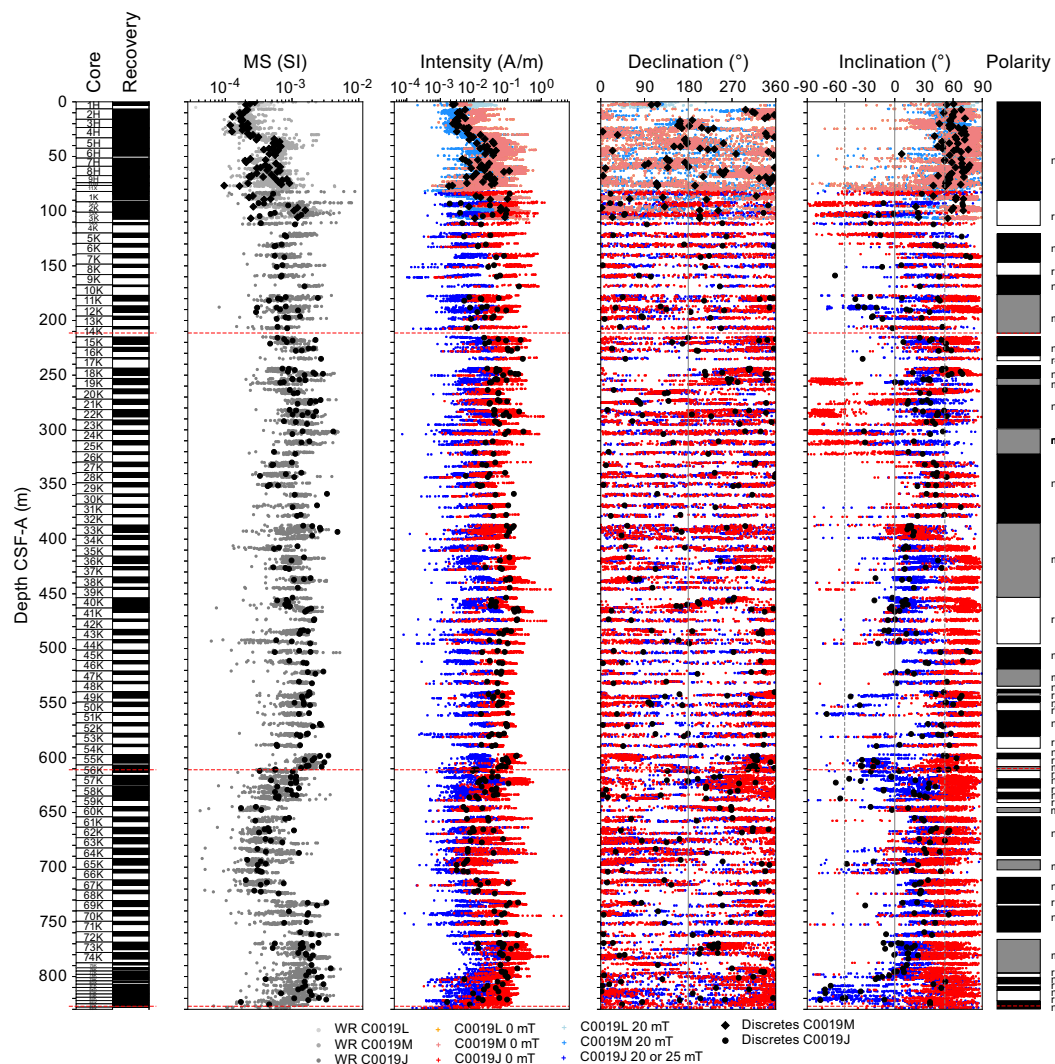 Core
Recovery
MS (SI)
Intensity (A/m)
Declination (°)
Inclination (°)
Polarity
10⁻⁴ 10⁻³ 10⁻²
10⁻⁴ 10⁻³ 10⁻² 10⁻¹ 10⁰
0 90 180 270 360
-90 -60 -30 0 30 60 90
Depth CSF-A (m)
0
50
100
150
200
250
300
350
400
450
500
550
600
650
700
750
800
1H
2H
3H
4H
5H
6H
7H
8H
9H
1K
2K
3K
4K
5K
6K
7K
8K
9K
10K
11K
12K
13K
14K
15K
16K
17K
18K
19K
20K
21K
22K
23K
24K
25K
26K
27K
28K
29K
30K
31K
32K
33K
34K
35K
36K
37K
38K
39K
40K
41K
42K
43K
44K
45K
46K
47K
48K
49K
50K
51K
52K
53K
54K
55K
56K
57K
58K
59K
60K
61K
62K
63K
64K
65K
66K
67K
68K
69K
70K
71K
72K
73K
74K
WR C0019L
WR C0019M
WR C0019J
C0019L 0 mT
C0019M 0 mT
C0019J 0 mT
C0019L 20 mT
C0019M 20 mT
C0019J 20 or 25 mT
Discretes C0019M
Discretes C0019J